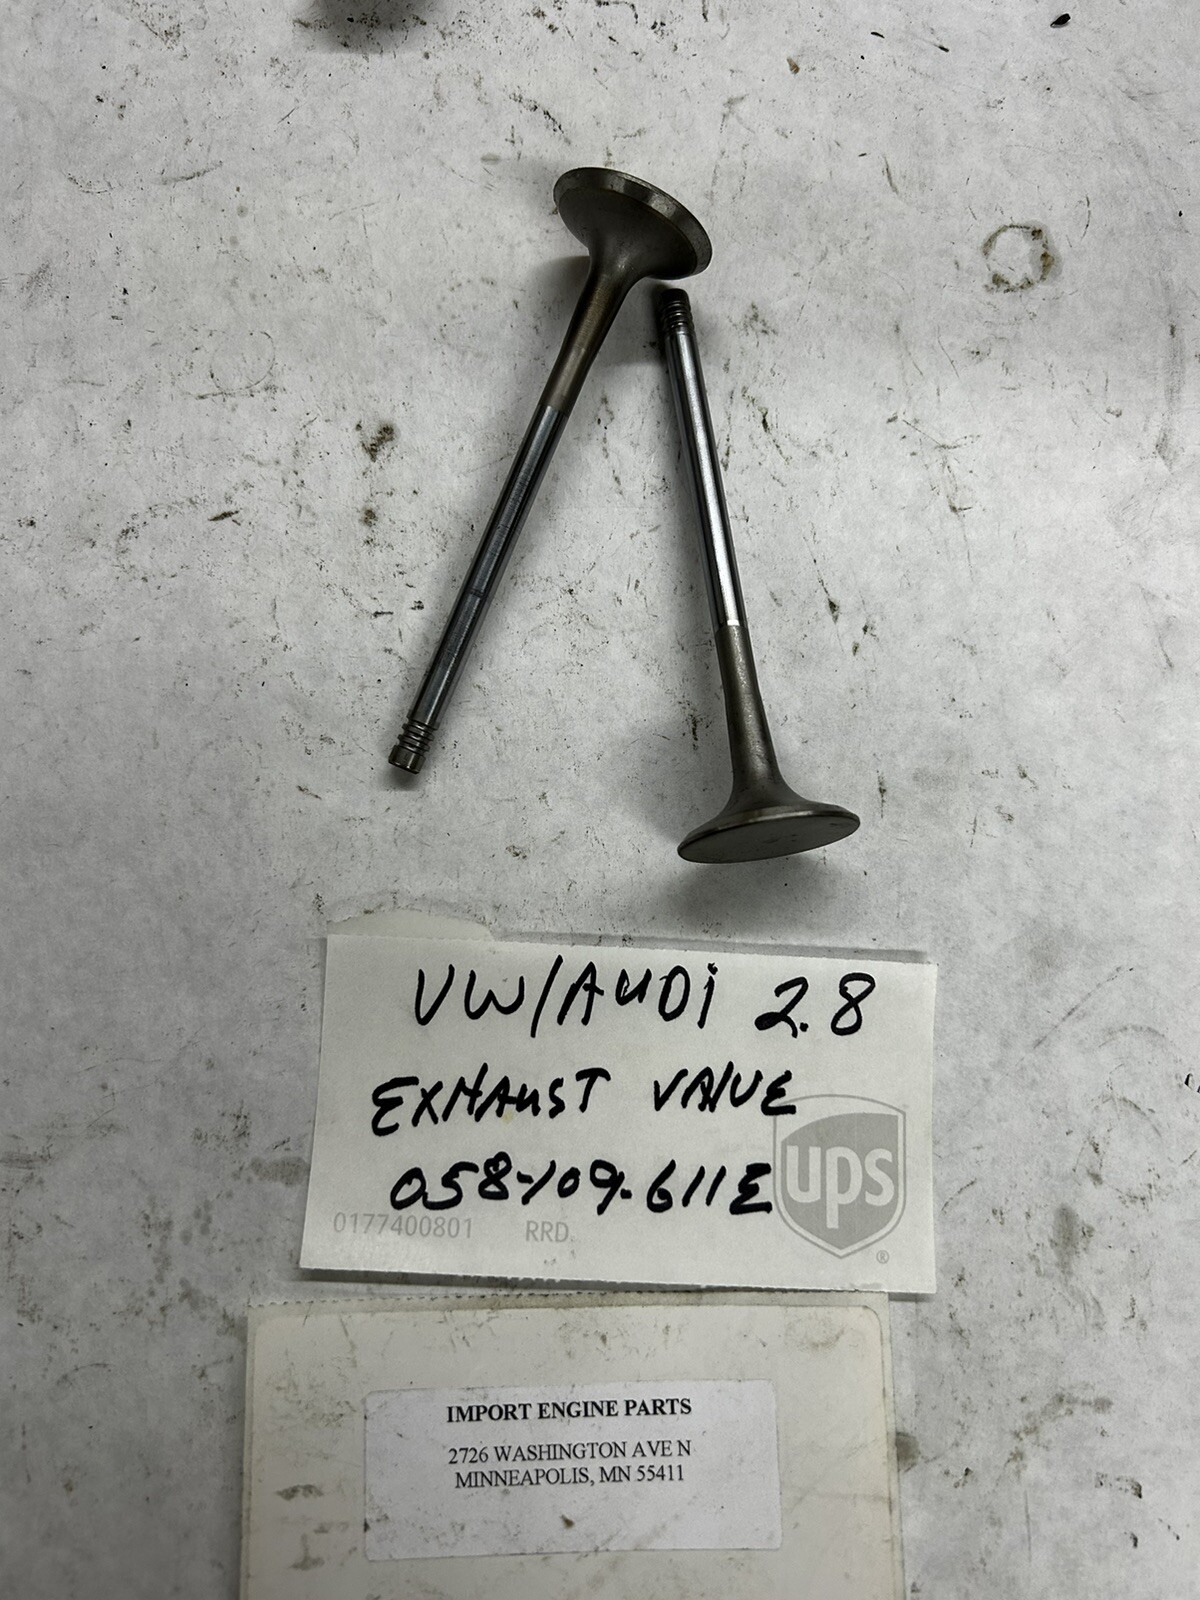 VW/AUDi 2.8
EXHAUST VALVE
058-109-611E
ups
®
0177400801 RRD.
IMPORT ENGINE PARTS
2726 WASHINGTON AVE N
MINNEAPOLIS, MN 55411